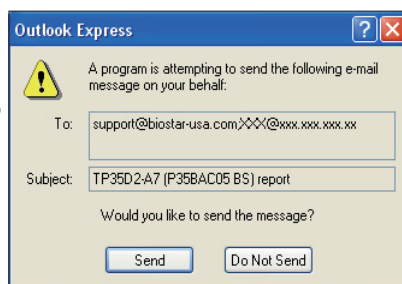 Outlook Express
A program is attempting to send the following e-mail
message on your behalf:
To: support@biostar-usa.com;XXX@xxx.xxx.xxx.xx
Subject: TP35D2-A7 (P35BAC05 BS) report
Would you like to send the message?
Send Do Not Send